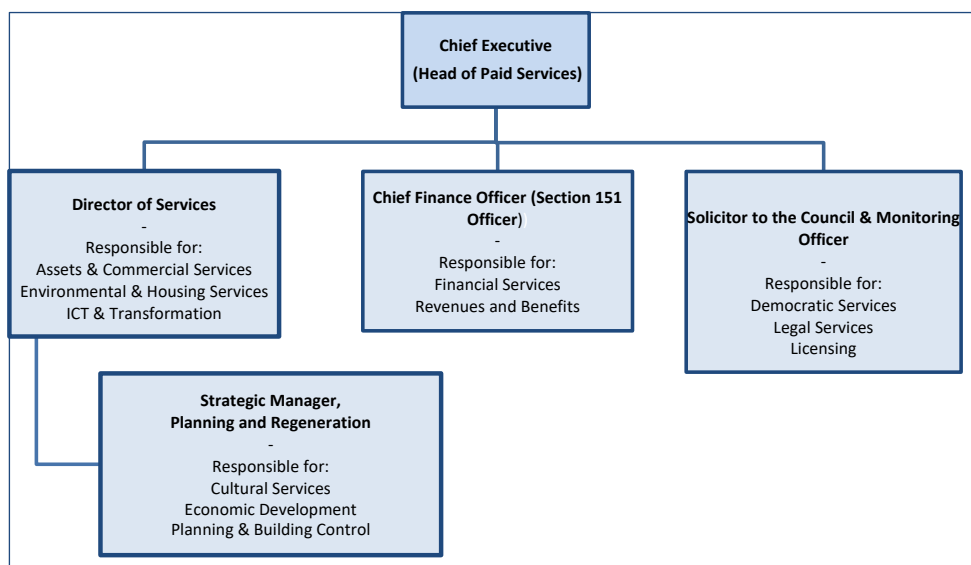 Chief Executive
(Head of Paid Services)
Director of Services
-
Responsible for:
Assets & Commercial Services
Environmental & Housing Services
ICT & Transformation
Chief Finance Officer (Section 151
Officer))
-
Responsible for:
Financial Services
Revenues and Benefits
Solicitor to the Council & Monitoring
Officer
-
Responsible for:
Democratic Services
Legal Services
Licensing
Strategic Manager,
Planning and Regeneration
-
Responsible for:
Cultural Services
Economic Development
Planning & Building Control